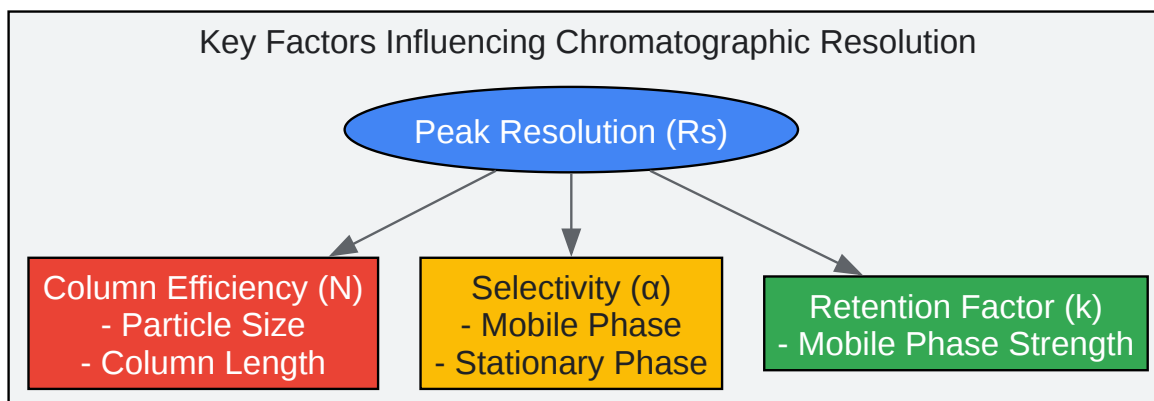 Key Factors Influencing Chromatographic Resolution
Peak Resolution (Rs)
Column Efficiency (N)
- Particle Size
- Column Length
Selectivity (α)
- Mobile Phase
- Stationary Phase
Retention Factor (k)
- Mobile Phase Strength